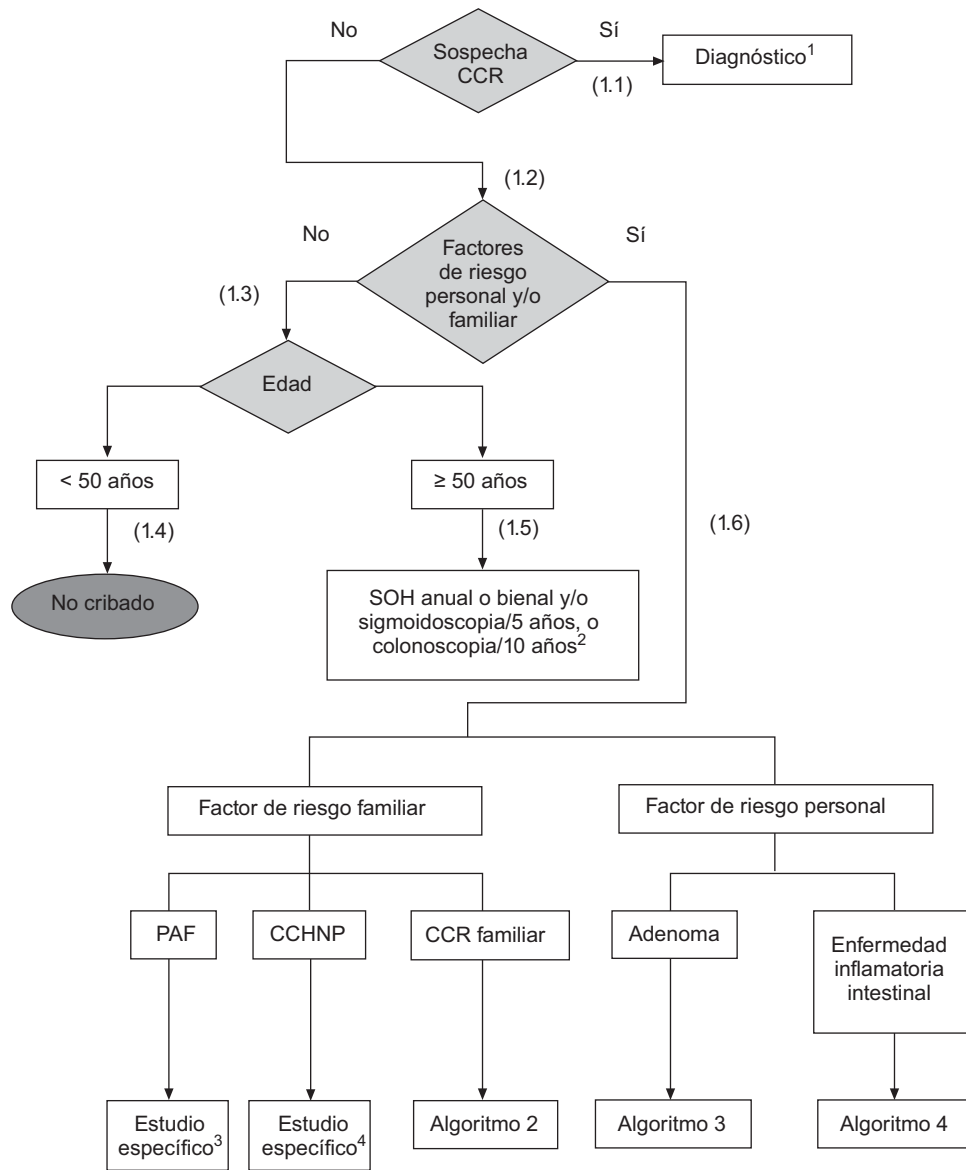 No
Sí
Sospecha
CCR
Diagnóstico1
(1.1)
(1.2)
No
Sí
Factores
de riesgo
personal y/o
familiar
(1.3)
Edad
< 50 años
≥ 50 años
(1.4)
(1.5)
(1.6)
No cribado
SOH anual o bienal y/o
sigmoidoscopia/5 años, o
colonoscopia/10 años2
Factor de riesgo familiar
Factor de riesgo personal
PAF
CCHNP
CCR familiar
Adenoma
Enfermedad
inflamatoria
intestinal
Estudio
específico3
Estudio
específico4
Algoritmo 2
Algoritmo 3
Algoritmo 4